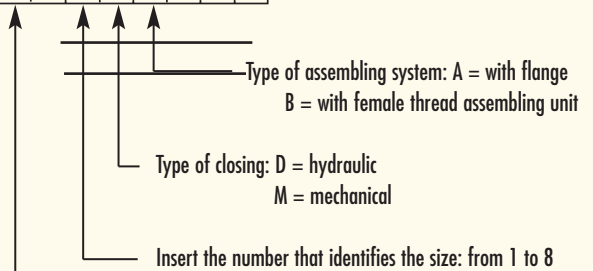 Type of assembling system: A = with flange
B = with female thread assembling unit
Type of closing: D = hydraulic
M = mechanical
Insert the number that identifies the size: from 1 to 8